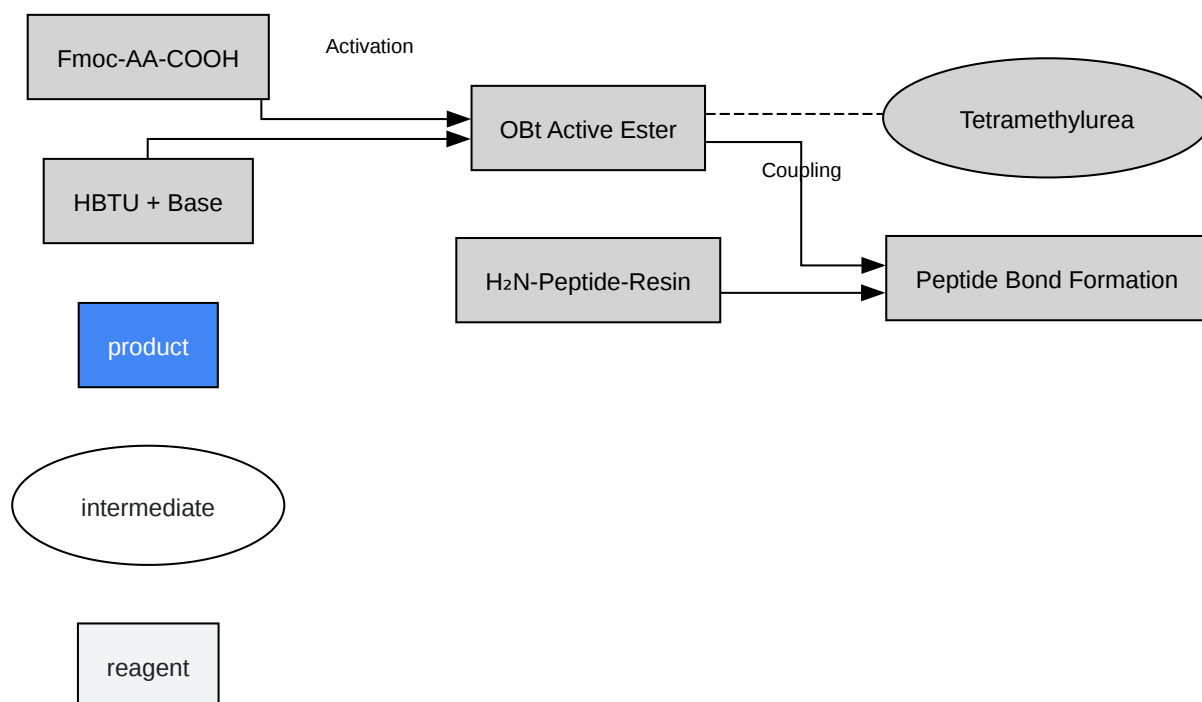 Fmoc-AA-COOH
Activation
HBTU + Base
OBt Active Ester
Tetramethylurea
Coupling
H₂N-Peptide-Resin
Peptide Bond Formation
product
intermediate
reagent